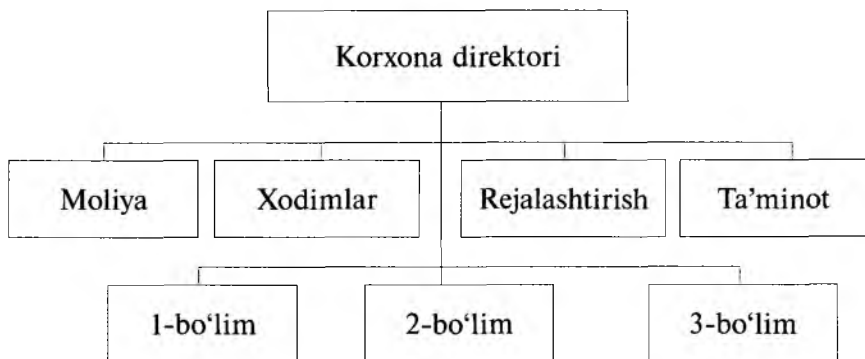 Korxona direktori
Moliya
Xodimlar
Rejalashtirish
Ta’minot
1-bo‘lim
2-bo‘lim
3-bo‘lim